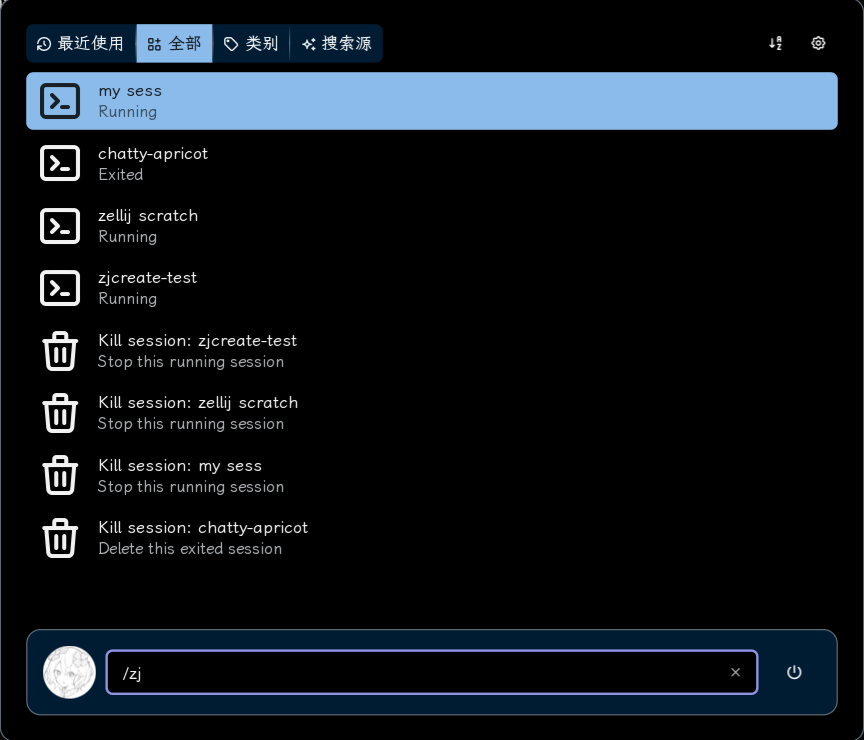 最近使用
全部
类别
搜索源
my sess
Running
chatty-apricot
Exited
zellij scratch
Running
zjcreate-test
Running
Kill session: zjcreate-test
Stop this running session
Kill session: zellij scratch
Stop this running session
Kill session: my sess
Stop this running session
Kill session: chatty-apricot
Delete this exited session
/zj